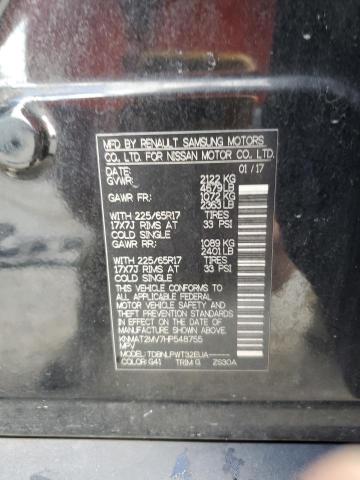 MFD BY RENAULT SAMSUNG MOTORS
CO., LTD. FOR NISSAN MOTOR CO., LTD.
DATE: 01/17
GVWR: 2122 KG
4679 LB
GAWR FR: 1072 KG
2363 LB
WITH 225/65R17 TIRES
17X7J RIMS AT 33 PSI
COLD SINGLE
GAWR RR: 1089 KG
2401 LB
WITH 225/65R17 TIRES
17X7J RIMS AT 33 PSI
COLD SINGLE
THIS VEHICLE CONFORMS TO ALL
APPLICABLE FEDERAL MOTOR
VEHICLE SAFETY AND THEFT
PREVENTION STANDARDS IN
EFFECT ON THE DATE OF
MANUFACTURE SHOWN ABOVE.
KNMAT2MV7HP548755
MPV
MODEL: TDBNLPWT32EUA-----
COLOR: G41 TRIM: G ZS30A